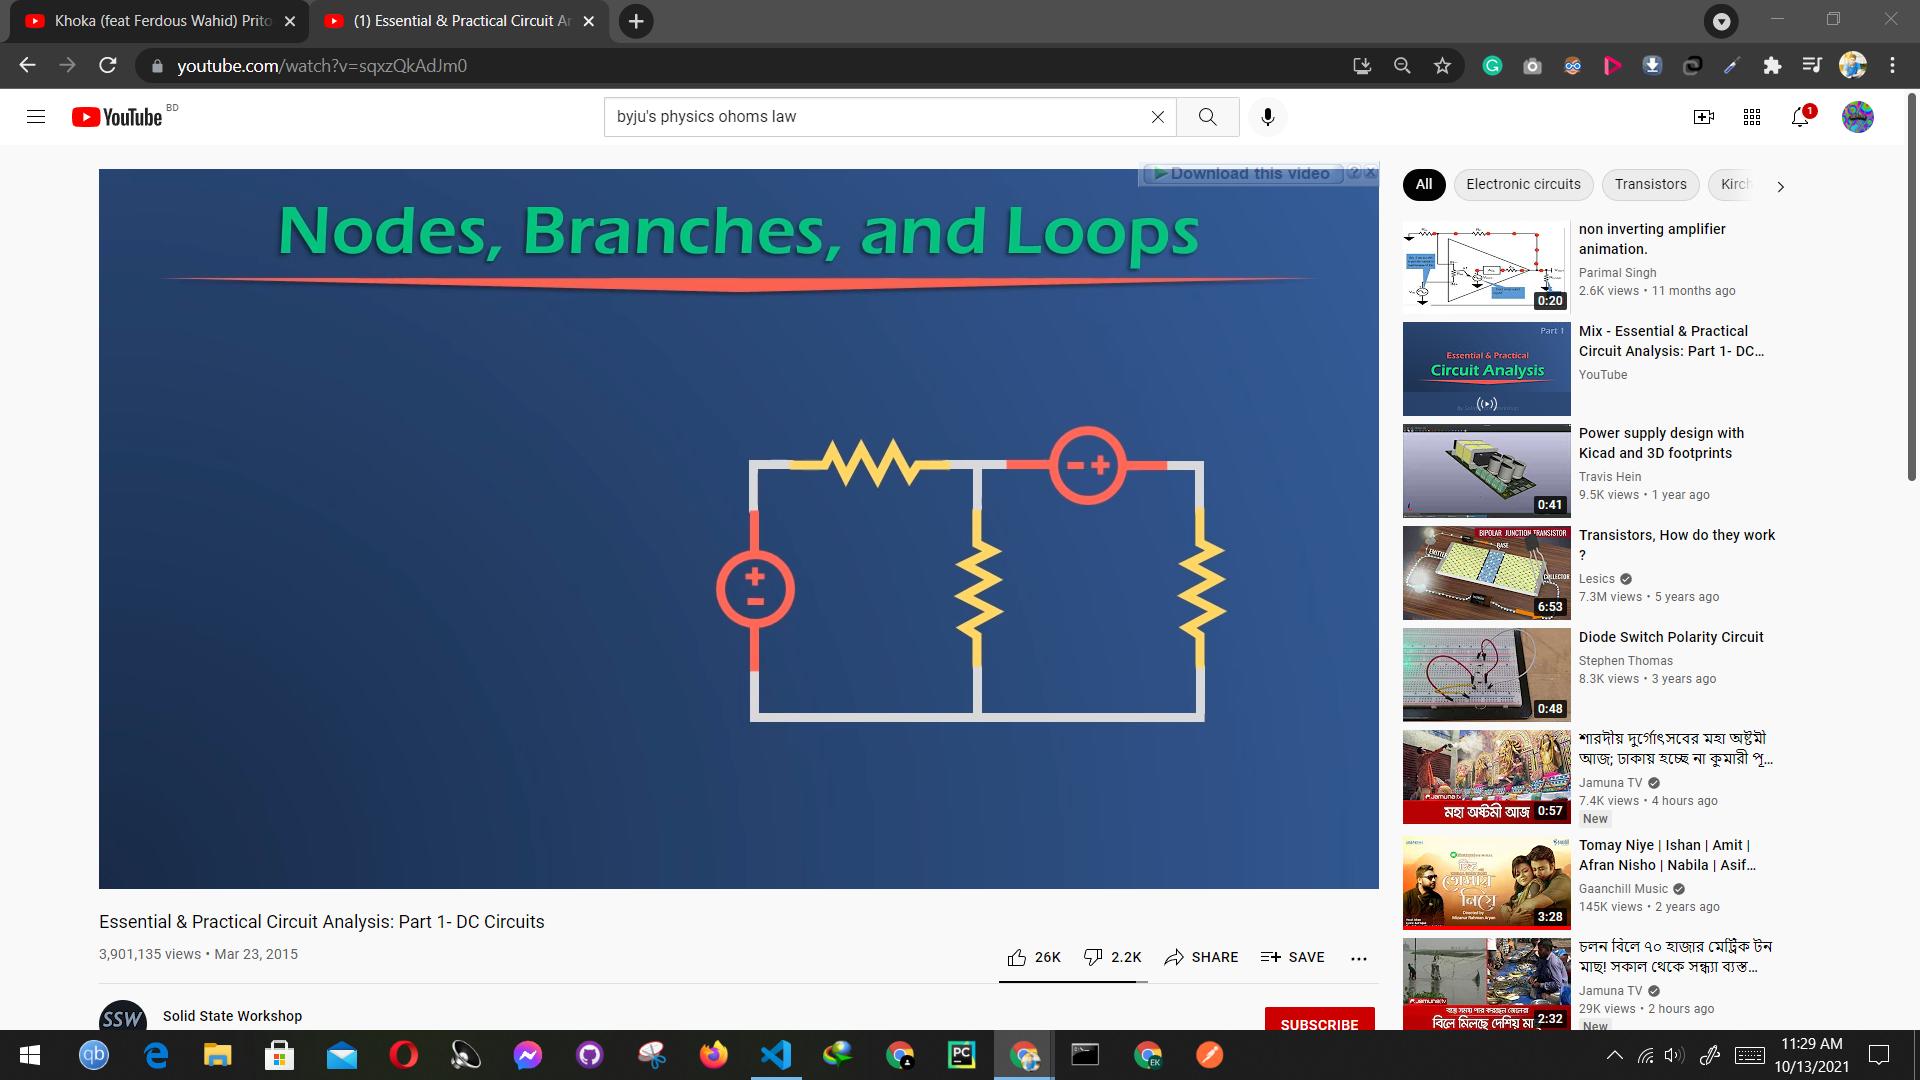 Khoka (feat Ferdous Wahid) Prito
(1) Essential & Practical Circuit Ar
youtube.com/watch?v=sqxzQkAdJm0
YouTube BD
byju's physics ohoms law
1
Download this video ?
Nodes, Branches, and Loops
- +
+
-
Essential & Practical Circuit Analysis: Part 1- DC Circuits
3,901,135 views • Mar 23, 2015
26K 2.2K SHARE SAVE
SSW Solid State Workshop
SUBSCRIBE
All Electronic circuits Transistors Kirch
non inverting amplifier
animation.
Parimal Singh
2.6K views • 11 months ago
0:20
Part 1
Essential & Practical
Circuit Analysis
Mix - Essential & Practical
Circuit Analysis: Part 1- DC...
YouTube
Power supply design with
Kicad and 3D footprints
Travis Hein
9.5K views • 1 year ago
0:41
BIPOLAR JUNCTION TRANSISTOR
BASE
EMITTER
COLLECTOR
6:53
Transistors, How do they work
?
Lesics
7.3M views • 5 years ago
Diode Switch Polarity Circuit
Stephen Thomas
8.3K views • 3 years ago
0:48
শারদীয় দুর্গোৎসবের মহা অষ্টমী
আজ; ঢাকায় হচ্ছে না কুমারী পূ...
Jamuna TV
7.4K views • 4 hours ago
New
মহা অষ্টমী আজ 0:57
Tomay Niye | Ishan | Amit |
Afran Nisho | Nabila | Asif...
Gaanchill Music
145K views • 2 years ago
তোমায় নিয়ে
3:28
চলন বিলে ৭০ হাজার মেট্রিক টন
মাছ! সকাল থেকে সন্ধ্যা ব্যস্ত...
Jamuna TV
29K views • 2 hours ago
New
বিলে মিলছে দেশিয় মা 2:32
qb
PC
EK
11:29 AM
10/13/2021